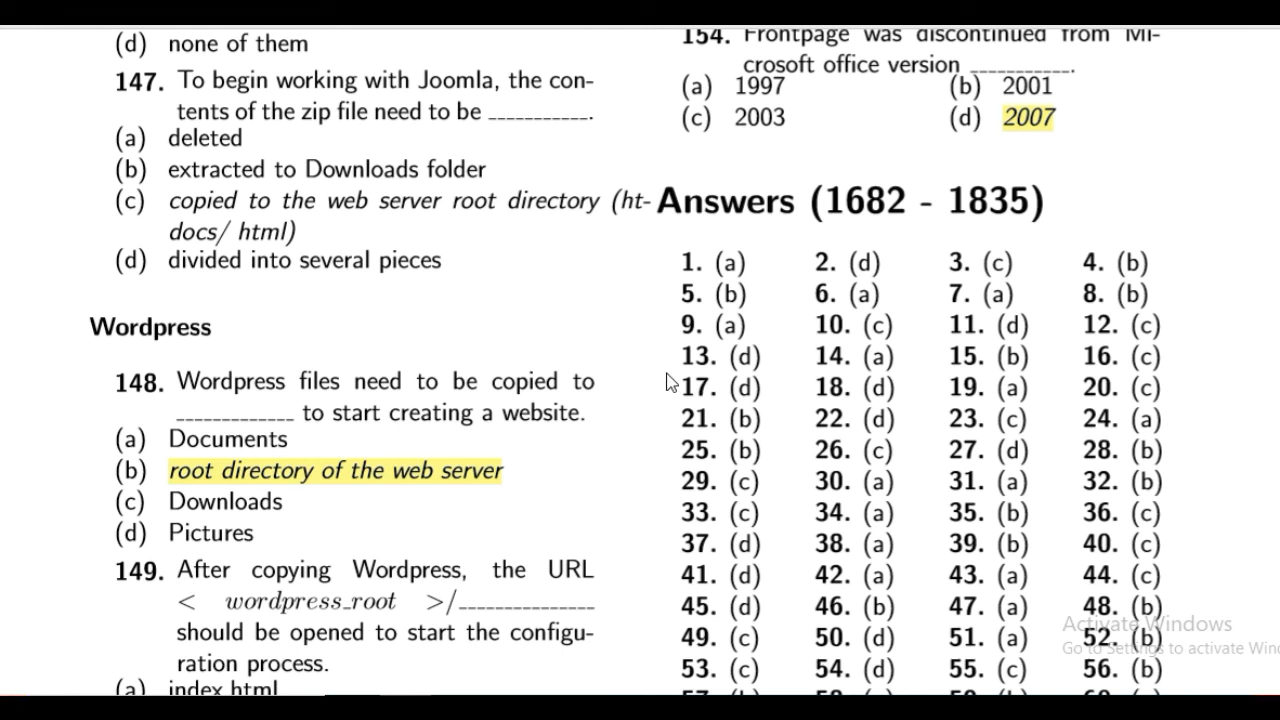 (d) none of them
147. To begin working with Joomla, the con-
tents of the zip file need to be ___________.
(a) deleted
(b) extracted to Downloads folder
(c) copied to the web server root directory (ht-
docs/ html)
(d) divided into several pieces
Wordpress
148. Wordpress files need to be copied to
_____________ to start creating a website.
(a) Documents
(b) root directory of the web server
(c) Downloads
(d) Pictures
149. After copying Wordpress, the URL
< wordpress_root >/_______________
should be opened to start the configu-
ration process.
(a) index.html
154. Frontpage was discontinued from Mi-
crosoft office version ___________.
(a) 1997 (b) 2001
(c) 2003 (d) 2007
Answers (1682 - 1835)
1. (a) 2. (d) 3. (c) 4. (b)
5. (b) 6. (a) 7. (a) 8. (b)
9. (a) 10. (c) 11. (d) 12. (c)
13. (d) 14. (a) 15. (b) 16. (c)
17. (d) 18. (d) 19. (a) 20. (c)
21. (b) 22. (d) 23. (c) 24. (a)
25. (b) 26. (c) 27. (d) 28. (b)
29. (c) 30. (a) 31. (a) 32. (b)
33. (c) 34. (a) 35. (b) 36. (c)
37. (d) 38. (a) 39. (b) 40. (c)
41. (d) 42. (a) 43. (a) 44. (c)
45. (d) 46. (b) 47. (a) 48. (b)
49. (c) 50. (d) 51. (a) 52. (b)
53. (c) 54. (d) 55. (c) 56. (b)
Activate Windows
Go to Settings to activate Win